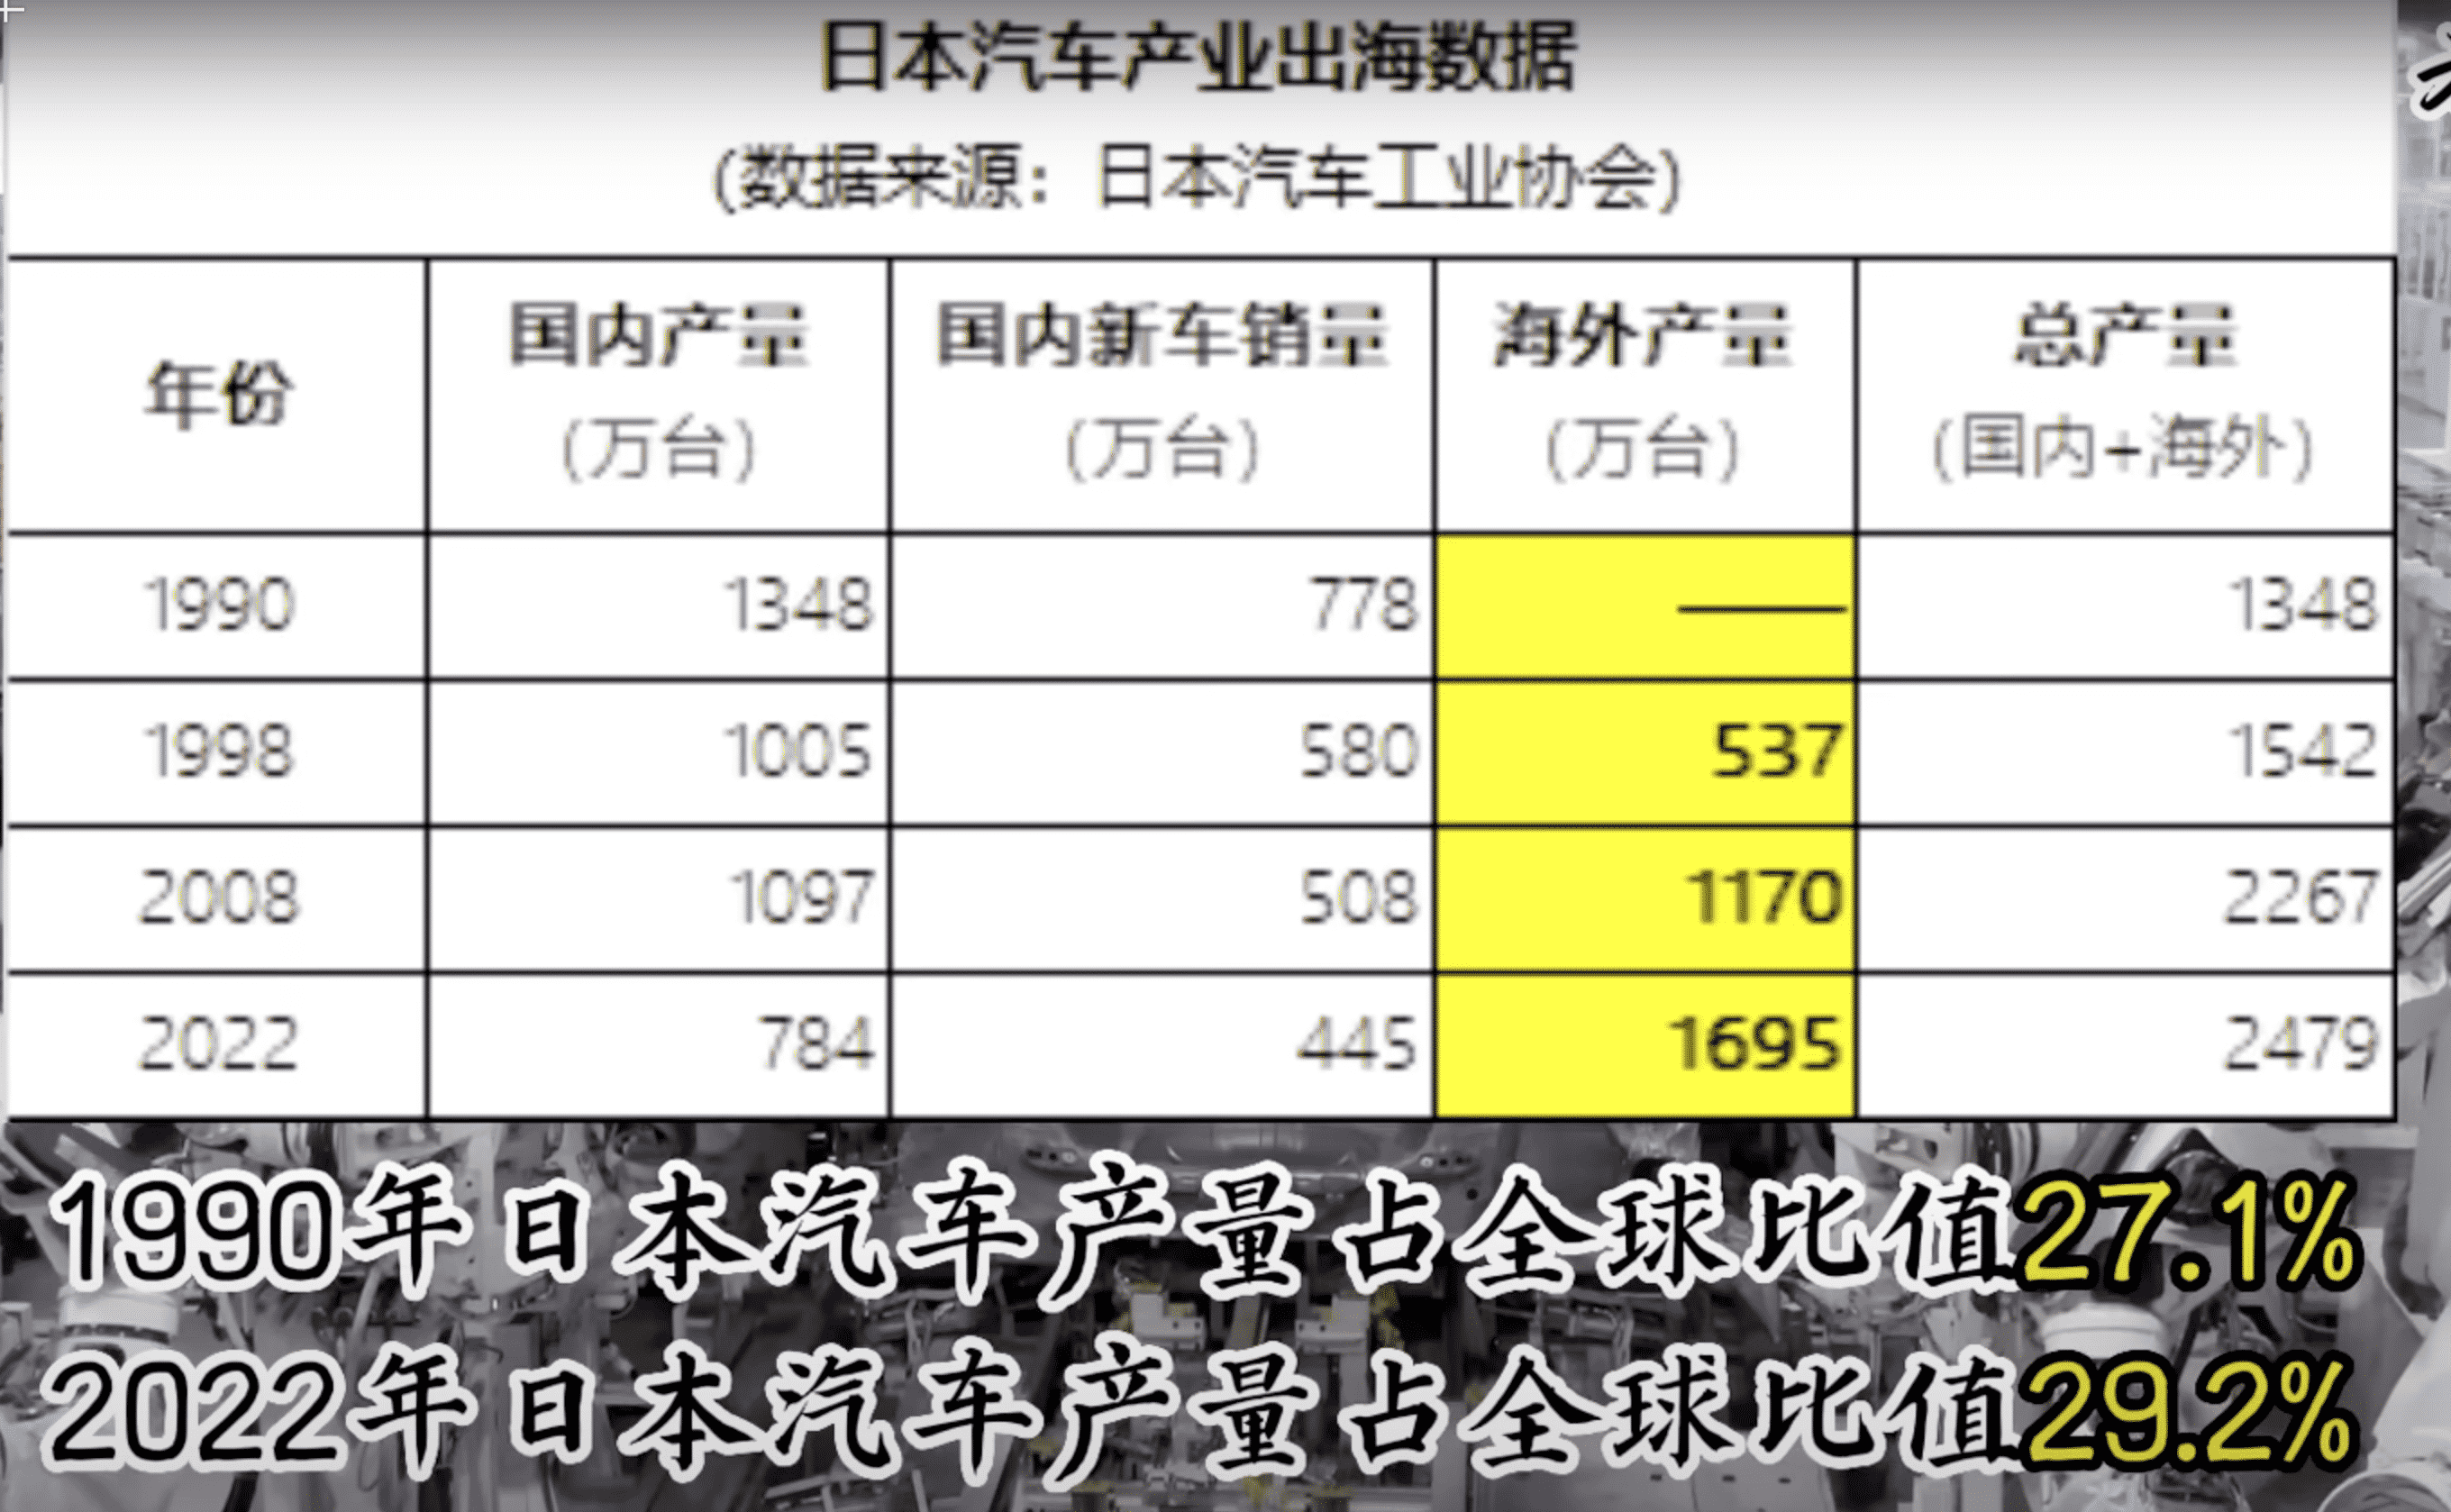 日本汽车产业出海数据
(数据来源：日本汽车工业协会)
年份 国内产量 (万台) 国内新车销量 (万台) 海外产量 (万台) 总产量 (国内+海外)
1990 1348 778 —— 1348
1998 1005 580 537 1542
2008 1097 508 1170 2267
2022 784 445 1695 2479
1990年日本汽车产量占全球比值27.1%
2022年日本汽车产量占全球比值29.2%